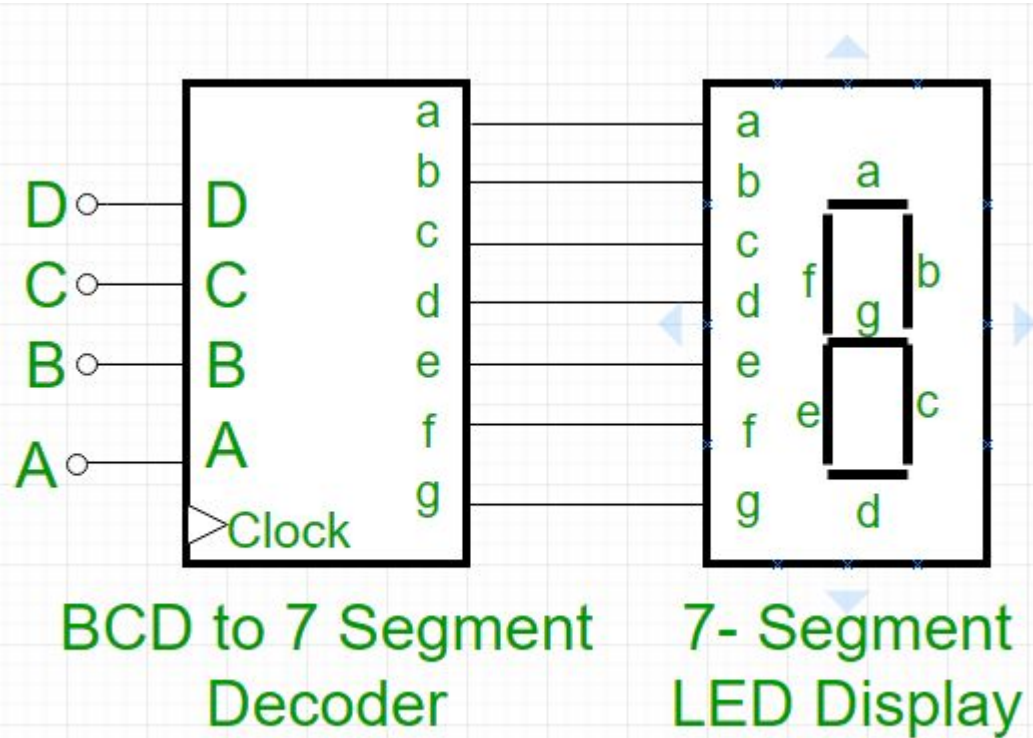 D
C
B
A
D
C
B
A
Clock
a
b
c
d
e
f
g
a
b
c
d
e
f
g
a
f
b
g
e
c
d
BCD to 7 Segment
Decoder
7- Segment
LED Display